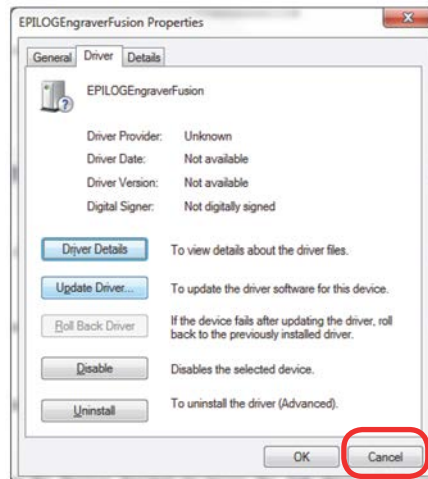 EPILOGEngraverFusion Properties
General Driver Details
EPILOGEngraverFusion
Driver Provider: Unknown
Driver Date: Not available
Driver Version: Not available
Digital Signer: Not digitally signed
Driver Details To view details about the driver files.
Update Driver... To update the driver software for this device.
Roll Back Driver If the device fails after updating the driver, roll
back to the previously installed driver.
Disable Disables the selected device.
Uninstall To uninstall the driver (Advanced).
OK Cancel